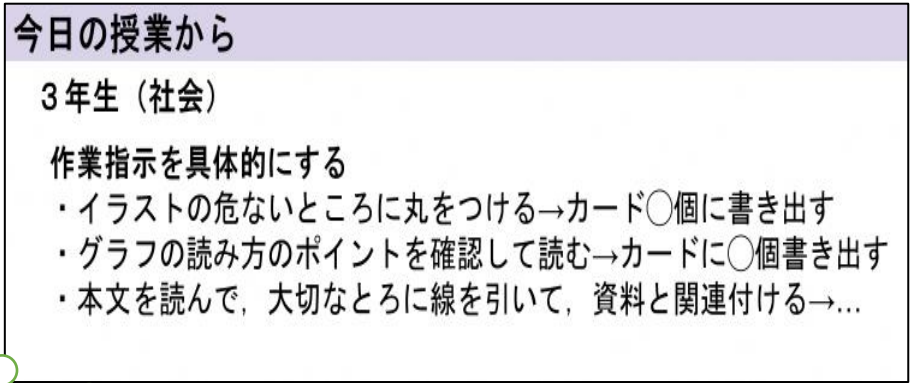 今日の授業から
３年生（社会）
作業指示を具体的にする
・イラストの危ないところに丸をつける→カード◯個に書き出す
・グラフの読み方のポイントを確認して読む→カードに◯個書き出す
・本文を読んで，大切なとろに線を引いて，資料と関連付ける→…